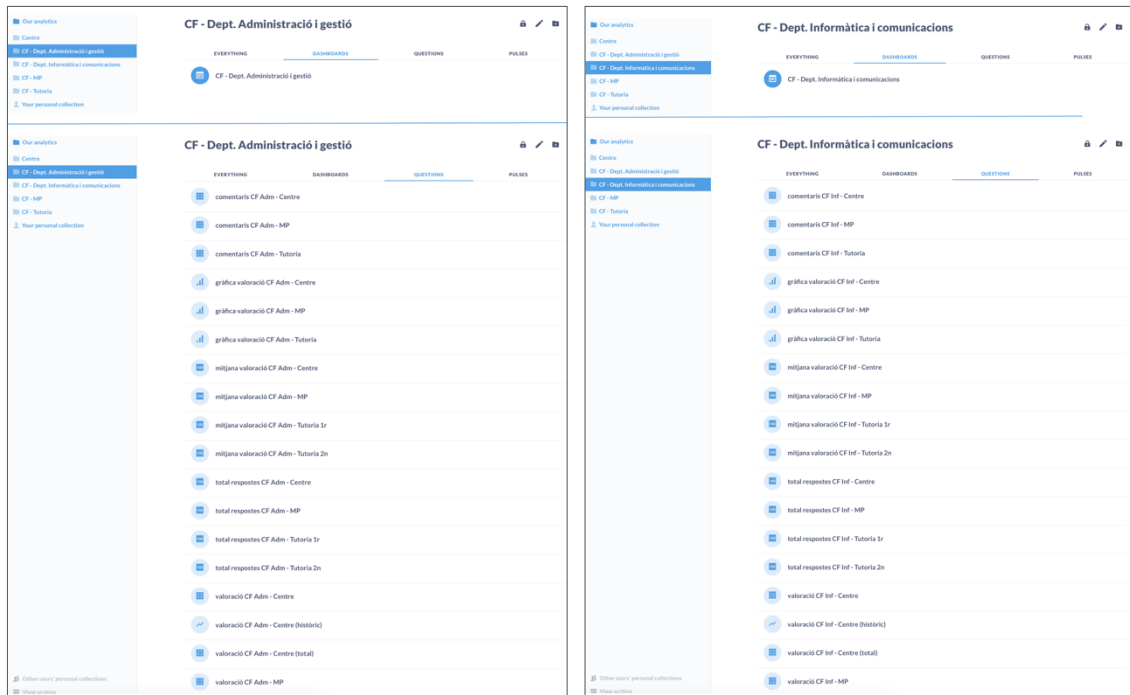 Our analytics
Centre
CF - Dept. Administració i gestió
CF - Dept. Informàtica i comunicacions
CF - MP
CF - Tutoria
Your personal collection
CF - Dept. Administració i gestió
EVERYTHING DASHBOARDS QUESTIONS PULSES
CF - Dept. Administració i gestió
Our analytics
Centre
CF - Dept. Administració i gestió
CF - Dept. Informàtica i comunicacions
CF - MP
CF - Tutoria
Your personal collection
CF - Dept. Administració i gestió
EVERYTHING DASHBOARDS QUESTIONS PULSES
comentaris CF Adm - Centre
comentaris CF Adm - MP
comentaris CF Adm - Tutoria
gràfica valoració CF Adm - Centre
gràfica valoració CF Adm - MP
gràfica valoració CF Adm - Tutoria
mitjana valoració CF Adm - Centre
mitjana valoració CF Adm - MP
mitjana valoració CF Adm - Tutoria 1r
mitjana valoració CF Adm - Tutoria 2n
total respostes CF Adm - Centre
total respostes CF Adm - MP
total respostes CF Adm - Tutoria 1r
total respostes CF Adm - Tutoria 2n
valoració CF Adm - Centre
valoració CF Adm - Centre (històric)
valoració CF Adm - Centre (total)
valoració CF Adm - MP
Other users' personal collections
View archive
Our analytics
Centre
CF - Dept. Administració i gestió
CF - Dept. Informàtica i comunicacions
CF - MP
CF - Tutoria
Your personal collection
CF - Dept. Informàtica i comunicacions
EVERYTHING DASHBOARDS QUESTIONS PULSES
CF - Dept. Informàtica i comunicacions
Our analytics
Centre
CF - Dept. Administració i gestió
CF - Dept. Informàtica i comunicacions
CF - MP
CF - Tutoria
Your personal collection
CF - Dept. Informàtica i comunicacions
EVERYTHING DASHBOARDS QUESTIONS PULSES
comentaris CF Inf - Centre
comentaris CF Inf - MP
comentaris CF Inf - Tutoria
gràfica valoració CF Inf - Centre
gràfica valoració CF Inf - MP
gràfica valoració CF Inf - Tutoria
mitjana valoració CF Inf - Centre
mitjana valoració CF Inf - MP
mitjana valoració CF Inf - Tutoria 1r
mitjana valoració CF Inf - Tutoria 2n
total respostes CF Inf - Centre
total respostes CF Inf - MP
total respostes CF Inf - Tutoria 1r
total respostes CF Inf - Tutoria 2n
valoració CF Inf - Centre
valoració CF Inf - Centre (històric)
valoració CF Inf - Centre (total)
valoració CF Inf - MP
Other users' personal collections
View archive